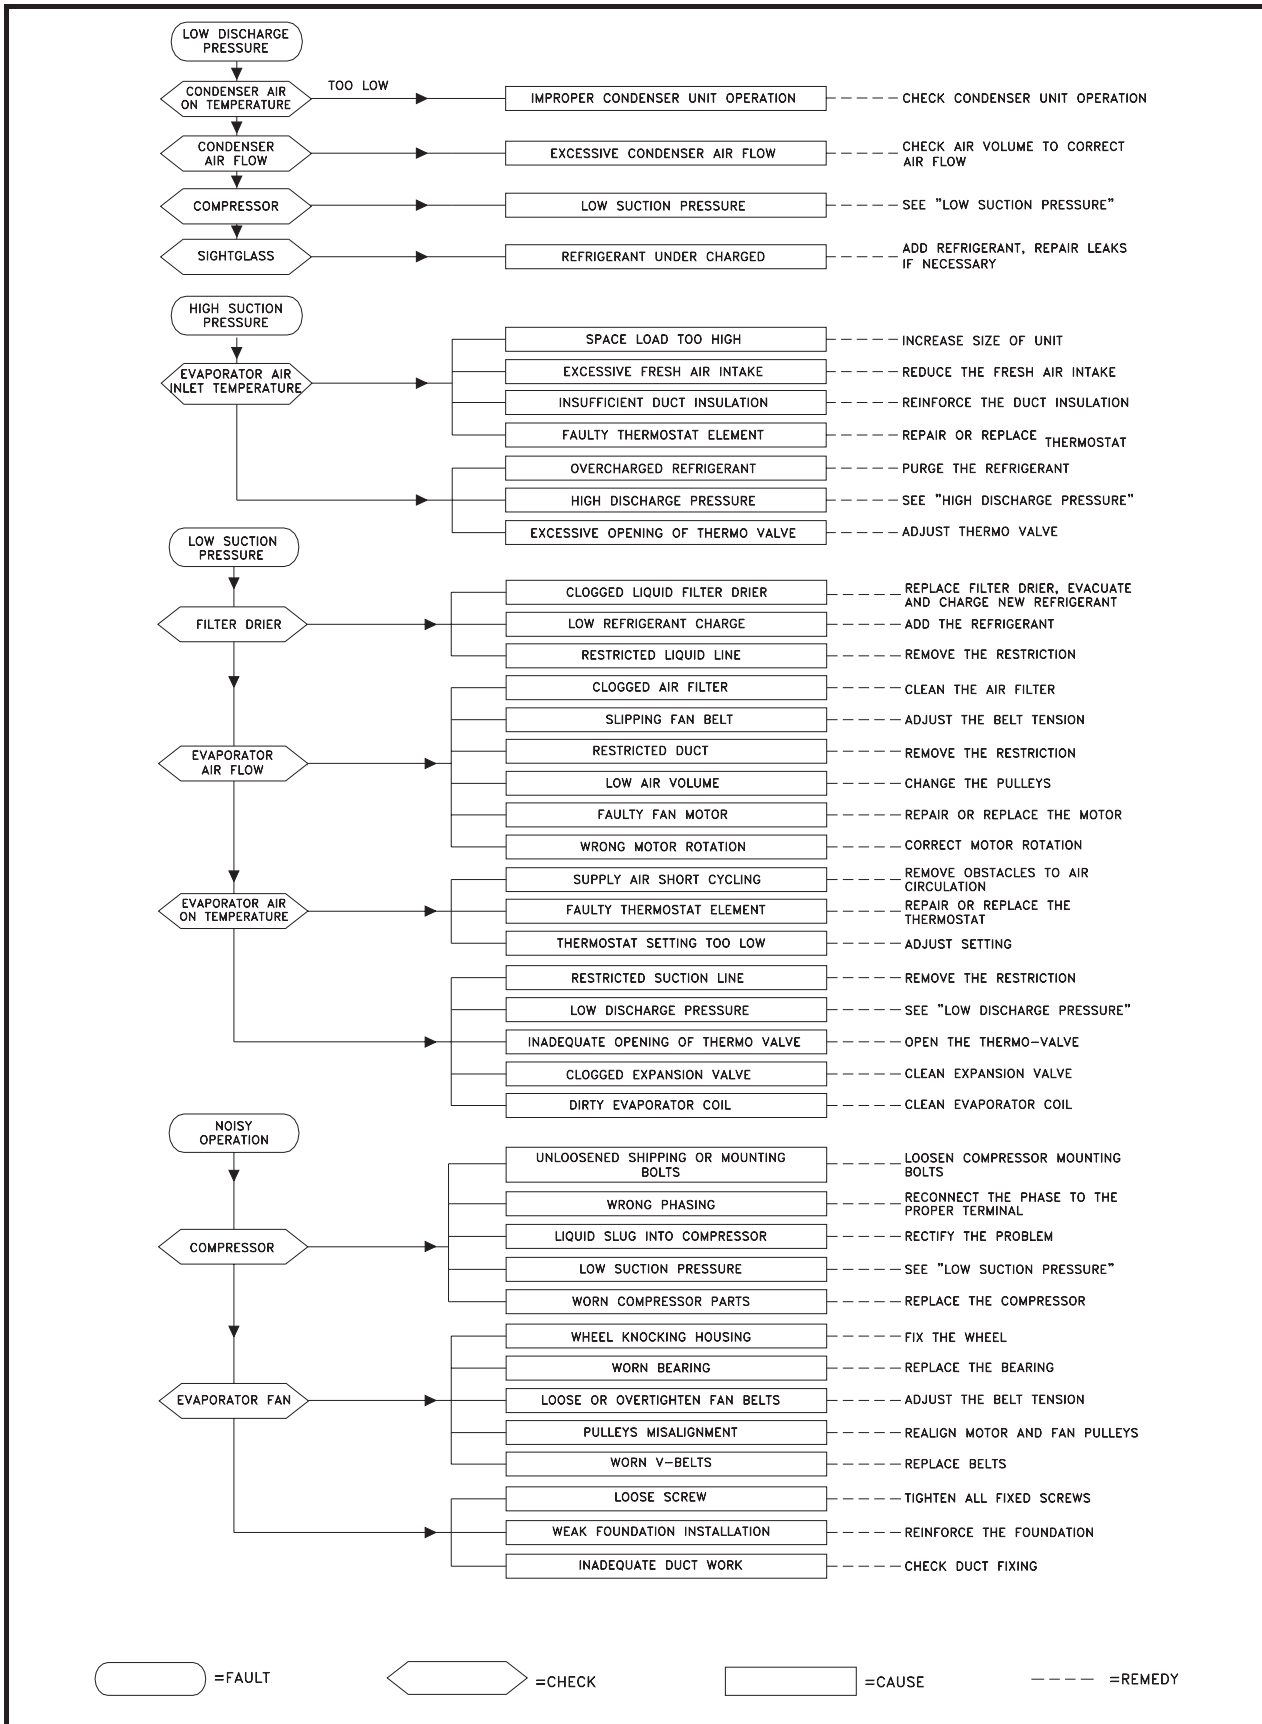 LOW DISCHARGE
PRESSURE
CONDENSER AIR
ON TEMPERATURE
TOO LOW
IMPROPER CONDENSER UNIT OPERATION
CHECK CONDENSER UNIT OPERATION
CONDENSER
AIR FLOW
EXCESSIVE CONDENSER AIR FLOW
CHECK AIR VOLUME TO CORRECT
AIR FLOW
COMPRESSOR
LOW SUCTION PRESSURE
SEE "LOW SUCTION PRESSURE"
SIGHTGLASS
REFRIGERANT UNDER CHARGED
ADD REFRIGERANT, REPAIR LEAKS
IF NECESSARY
HIGH SUCTION
PRESSURE
EVAPORATOR AIR
INLET TEMPERATURE
SPACE LOAD TOO HIGH
INCREASE SIZE OF UNIT
EXCESSIVE FRESH AIR INTAKE
REDUCE THE FRESH AIR INTAKE
INSUFFICIENT DUCT INSULATION
REINFORCE THE DUCT INSULATION
FAULTY THERMOSTAT ELEMENT
REPAIR OR REPLACE THERMOSTAT
OVERCHARGED REFRIGERANT
PURGE THE REFRIGERANT
HIGH DISCHARGE PRESSURE
SEE "HIGH DISCHARGE PRESSURE"
EXCESSIVE OPENING OF THERMO VALVE
ADJUST THERMO VALVE
LOW SUCTION
PRESSURE
FILTER DRIER
CLOGGED LIQUID FILTER DRIER
REPLACE FILTER DRIER, EVACUATE
AND CHARGE NEW REFRIGERANT
LOW REFRIGERANT CHARGE
ADD THE REFRIGERANT
RESTRICTED LIQUID LINE
REMOVE THE RESTRICTION
EVAPORATOR
AIR FLOW
CLOGGED AIR FILTER
CLEAN THE AIR FILTER
SLIPPING FAN BELT
ADJUST THE BELT TENSION
RESTRICTED DUCT
REMOVE THE RESTRICTION
LOW AIR VOLUME
CHANGE THE PULLEYS
FAULTY FAN MOTOR
REPAIR OR REPLACE THE MOTOR
WRONG MOTOR ROTATION
CORRECT MOTOR ROTATION
EVAPORATOR AIR
ON TEMPERATURE
SUPPLY AIR SHORT CYCLING
REMOVE OBSTACLES TO AIR
CIRCULATION
FAULTY THERMOSTAT ELEMENT
REPAIR OR REPLACE THE
THERMOSTAT
THERMOSTAT SETTING TOO LOW
ADJUST SETTING
RESTRICTED SUCTION LINE
REMOVE THE RESTRICTION
LOW DISCHARGE PRESSURE
SEE "LOW DISCHARGE PRESSURE"
INADEQUATE OPENING OF THERMO VALVE
OPEN THE THERMO-VALVE
CLOGGED EXPANSION VALVE
CLEAN EXPANSION VALVE
DIRTY EVAPORATOR COIL
CLEAN EVAPORATOR COIL
NOISY
OPERATION
COMPRESSOR
UNLOOSENED SHIPPING OR MOUNTING
BOLTS
LOOSEN COMPRESSOR MOUNTING
BOLTS
WRONG PHASING
RECONNECT THE PHASE TO THE
PROPER TERMINAL
LIQUID SLUG INTO COMPRESSOR
RECTIFY THE PROBLEM
LOW SUCTION PRESSURE
SEE "LOW SUCTION PRESSURE"
WORN COMPRESSOR PARTS
REPLACE THE COMPRESSOR
EVAPORATOR FAN
WHEEL KNOCKING HOUSING
FIX THE WHEEL
WORN BEARING
REPLACE THE BEARING
LOOSE OR OVERTIGHTEN FAN BELTS
ADJUST THE BELT TENSION
PULLEYS MISALIGNMENT
REALIGN MOTOR AND FAN PULLEYS
WORN V-BELTS
REPLACE BELTS
LOOSE SCREW
TIGHTEN ALL FIXED SCREWS
WEAK FOUNDATION INSTALLATION
REINFORCE THE FOUNDATION
INADEQUATE DUCT WORK
CHECK DUCT FIXING
=FAULT
=CHECK
=CAUSE
=REMEDY